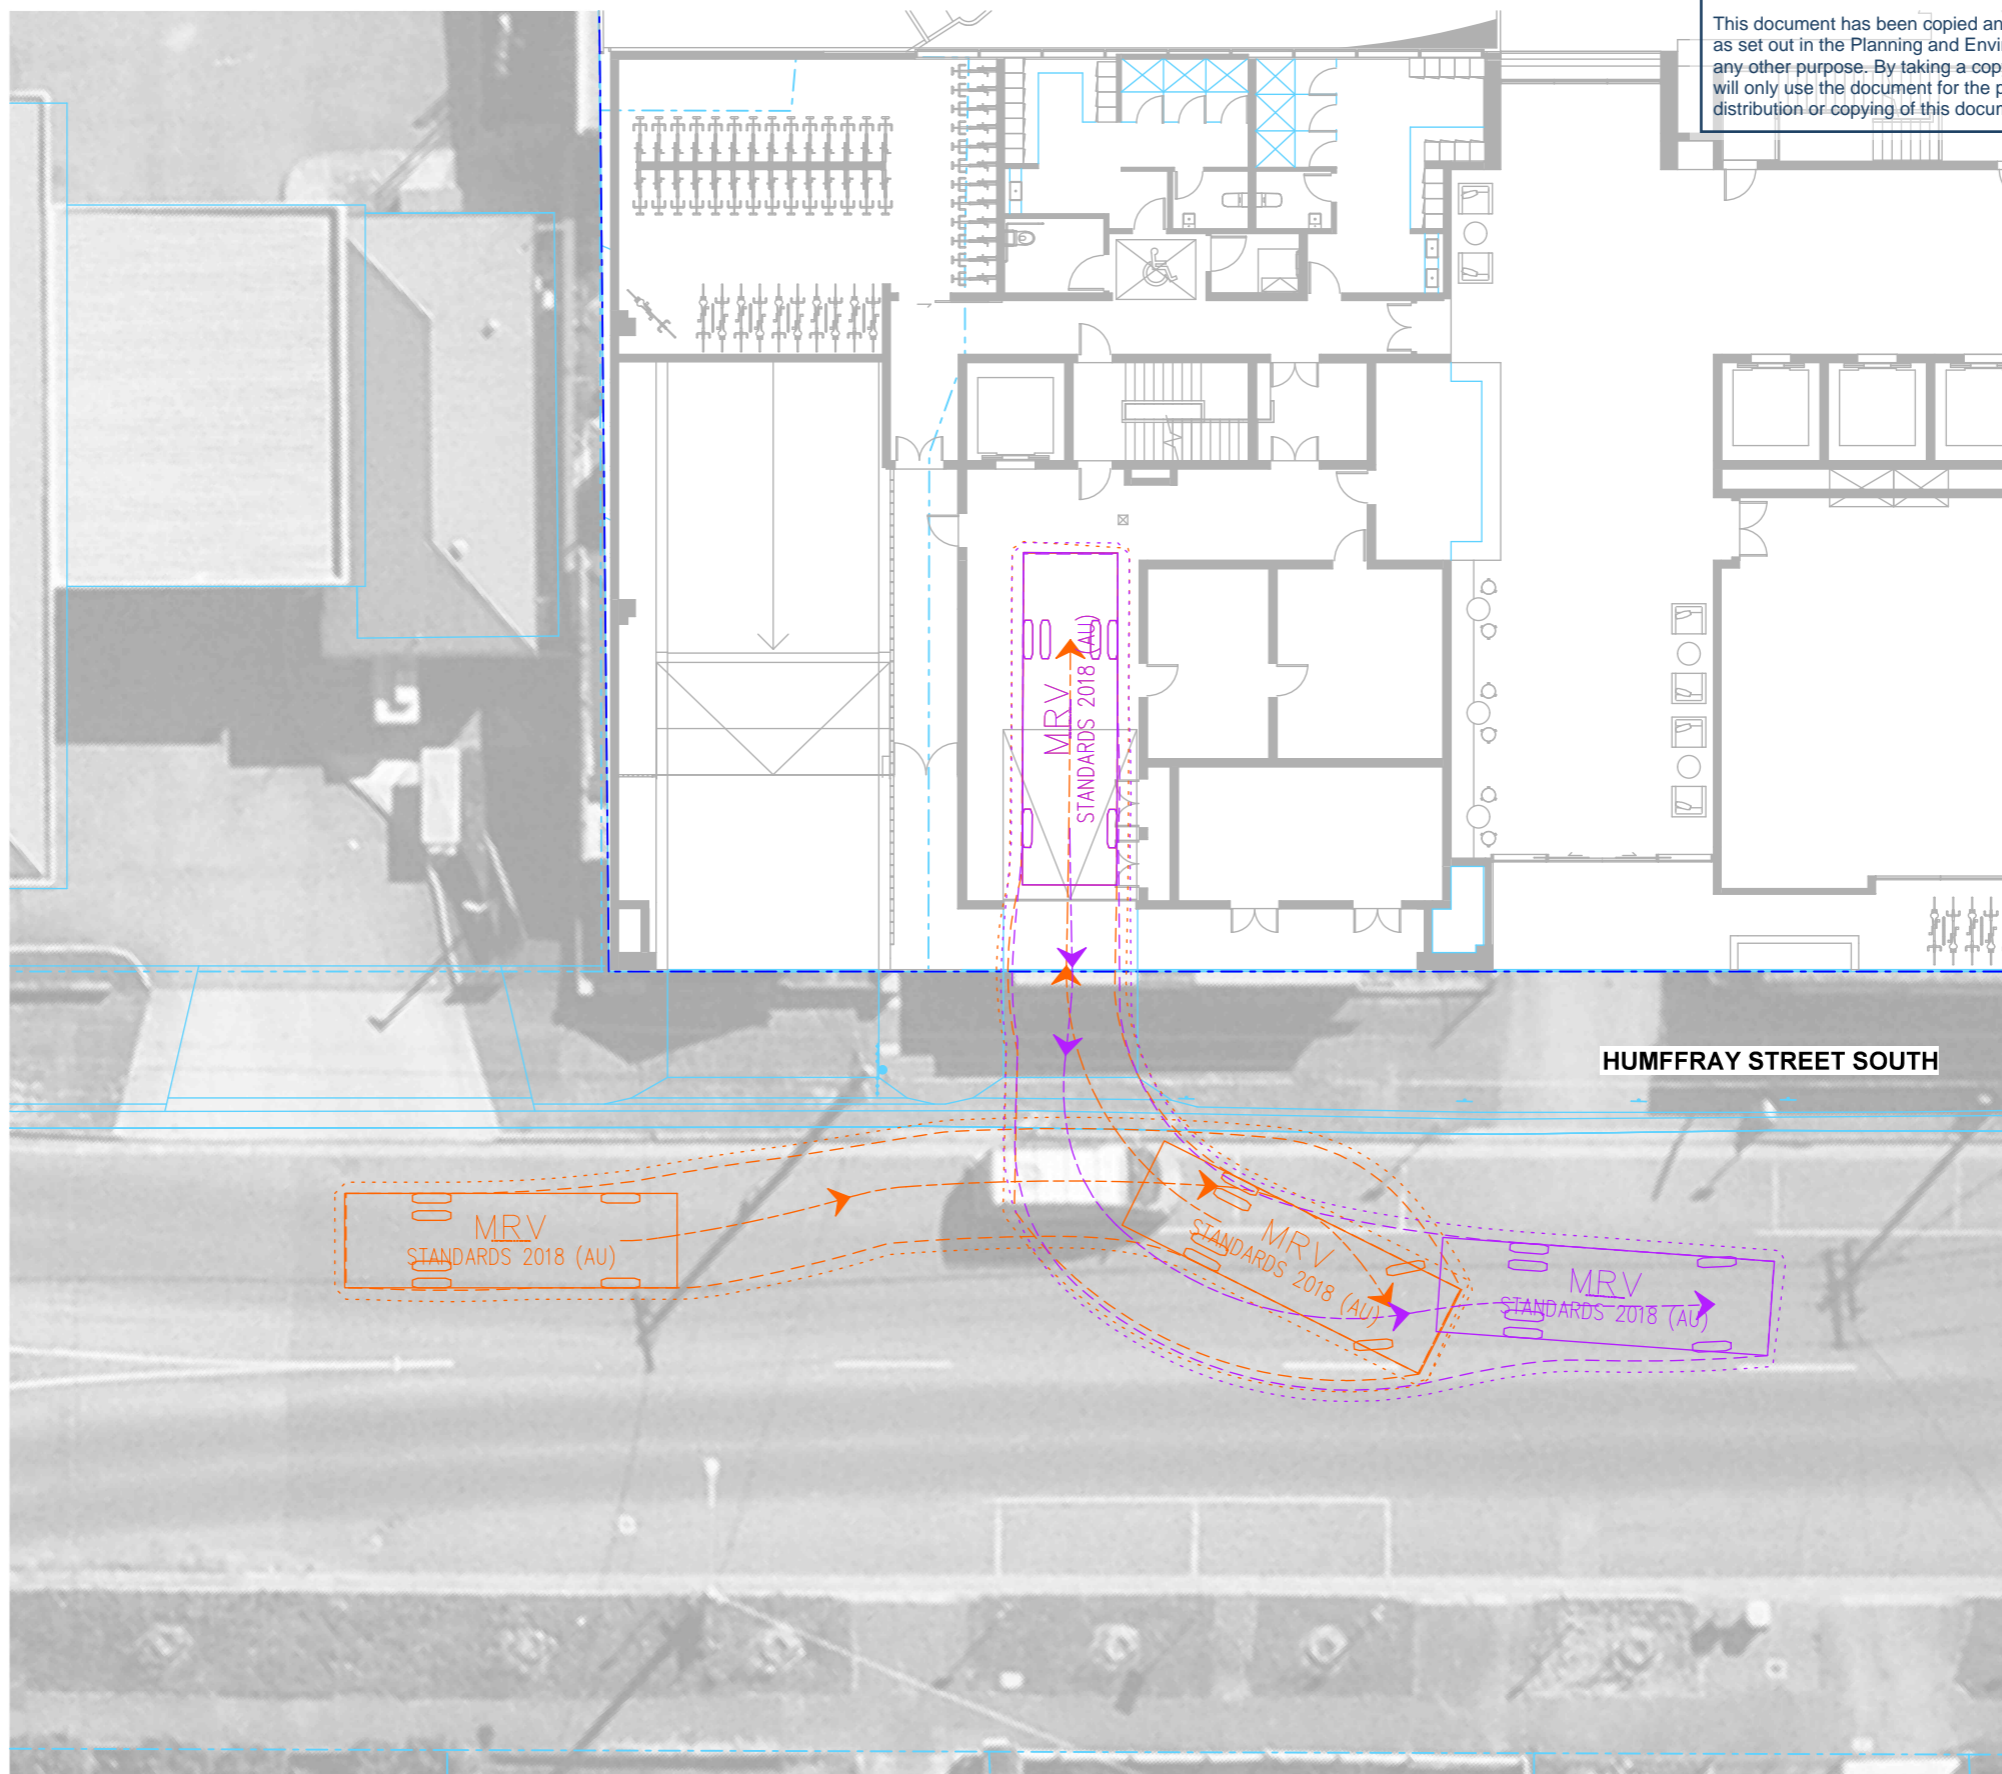 This document has been copied an
as set out in the Planning and Envi
any other purpose. By taking a cop
will only use the document for the p
distribution or copying of this docu
MRV
STANDARDS 2018 (AU)
HUMFFRAY STREET SOUTH
MRV
STANDARDS 2018 (AU)
MRV
STANDARDS 2018 (AU)
MRV
STANDARDS 2018 (AU)